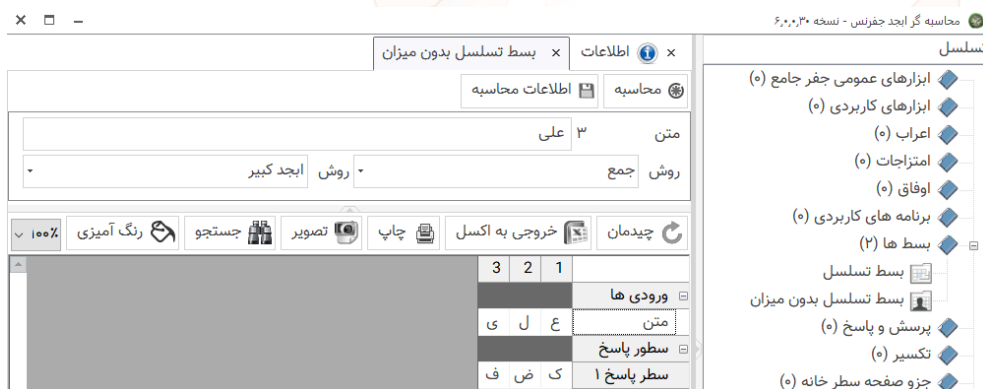 محاسبه گر ابجد جفرنس - نسخه ۶,۰,۰,۳۰
تسلسل
ابزارهای عمومی جفر جامع (۰)
ابزارهای کاربردی (۰)
اعراب (۰)
امتزاجات (۰)
اوفاق (۰)
برنامه های کاربردی (۰)
بسط ها (۲)
بسط تسلسل
بسط تسلسل بدون میزان
پرسش و پاسخ (۰)
تکسیر (۰)
جزو صفحه سطر خانه (۰)
اطلاعات
بسط تسلسل بدون میزان
محاسبه اطلاعات محاسبه
متن ۳ علی
روش جمع روش ابجد کبیر
چیدمان خروجی به اکسل چاپ تصویر جستجو رنگ آمیزی ۱۰۰٪
1 2 3
ورودی ها
متن ع ل ی
سطور پاسخ
سطر پاسخ ۱ ک ض ف